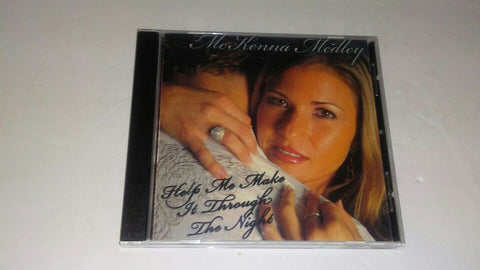 McKenna Medley
Help Me Make
It Through
The Night